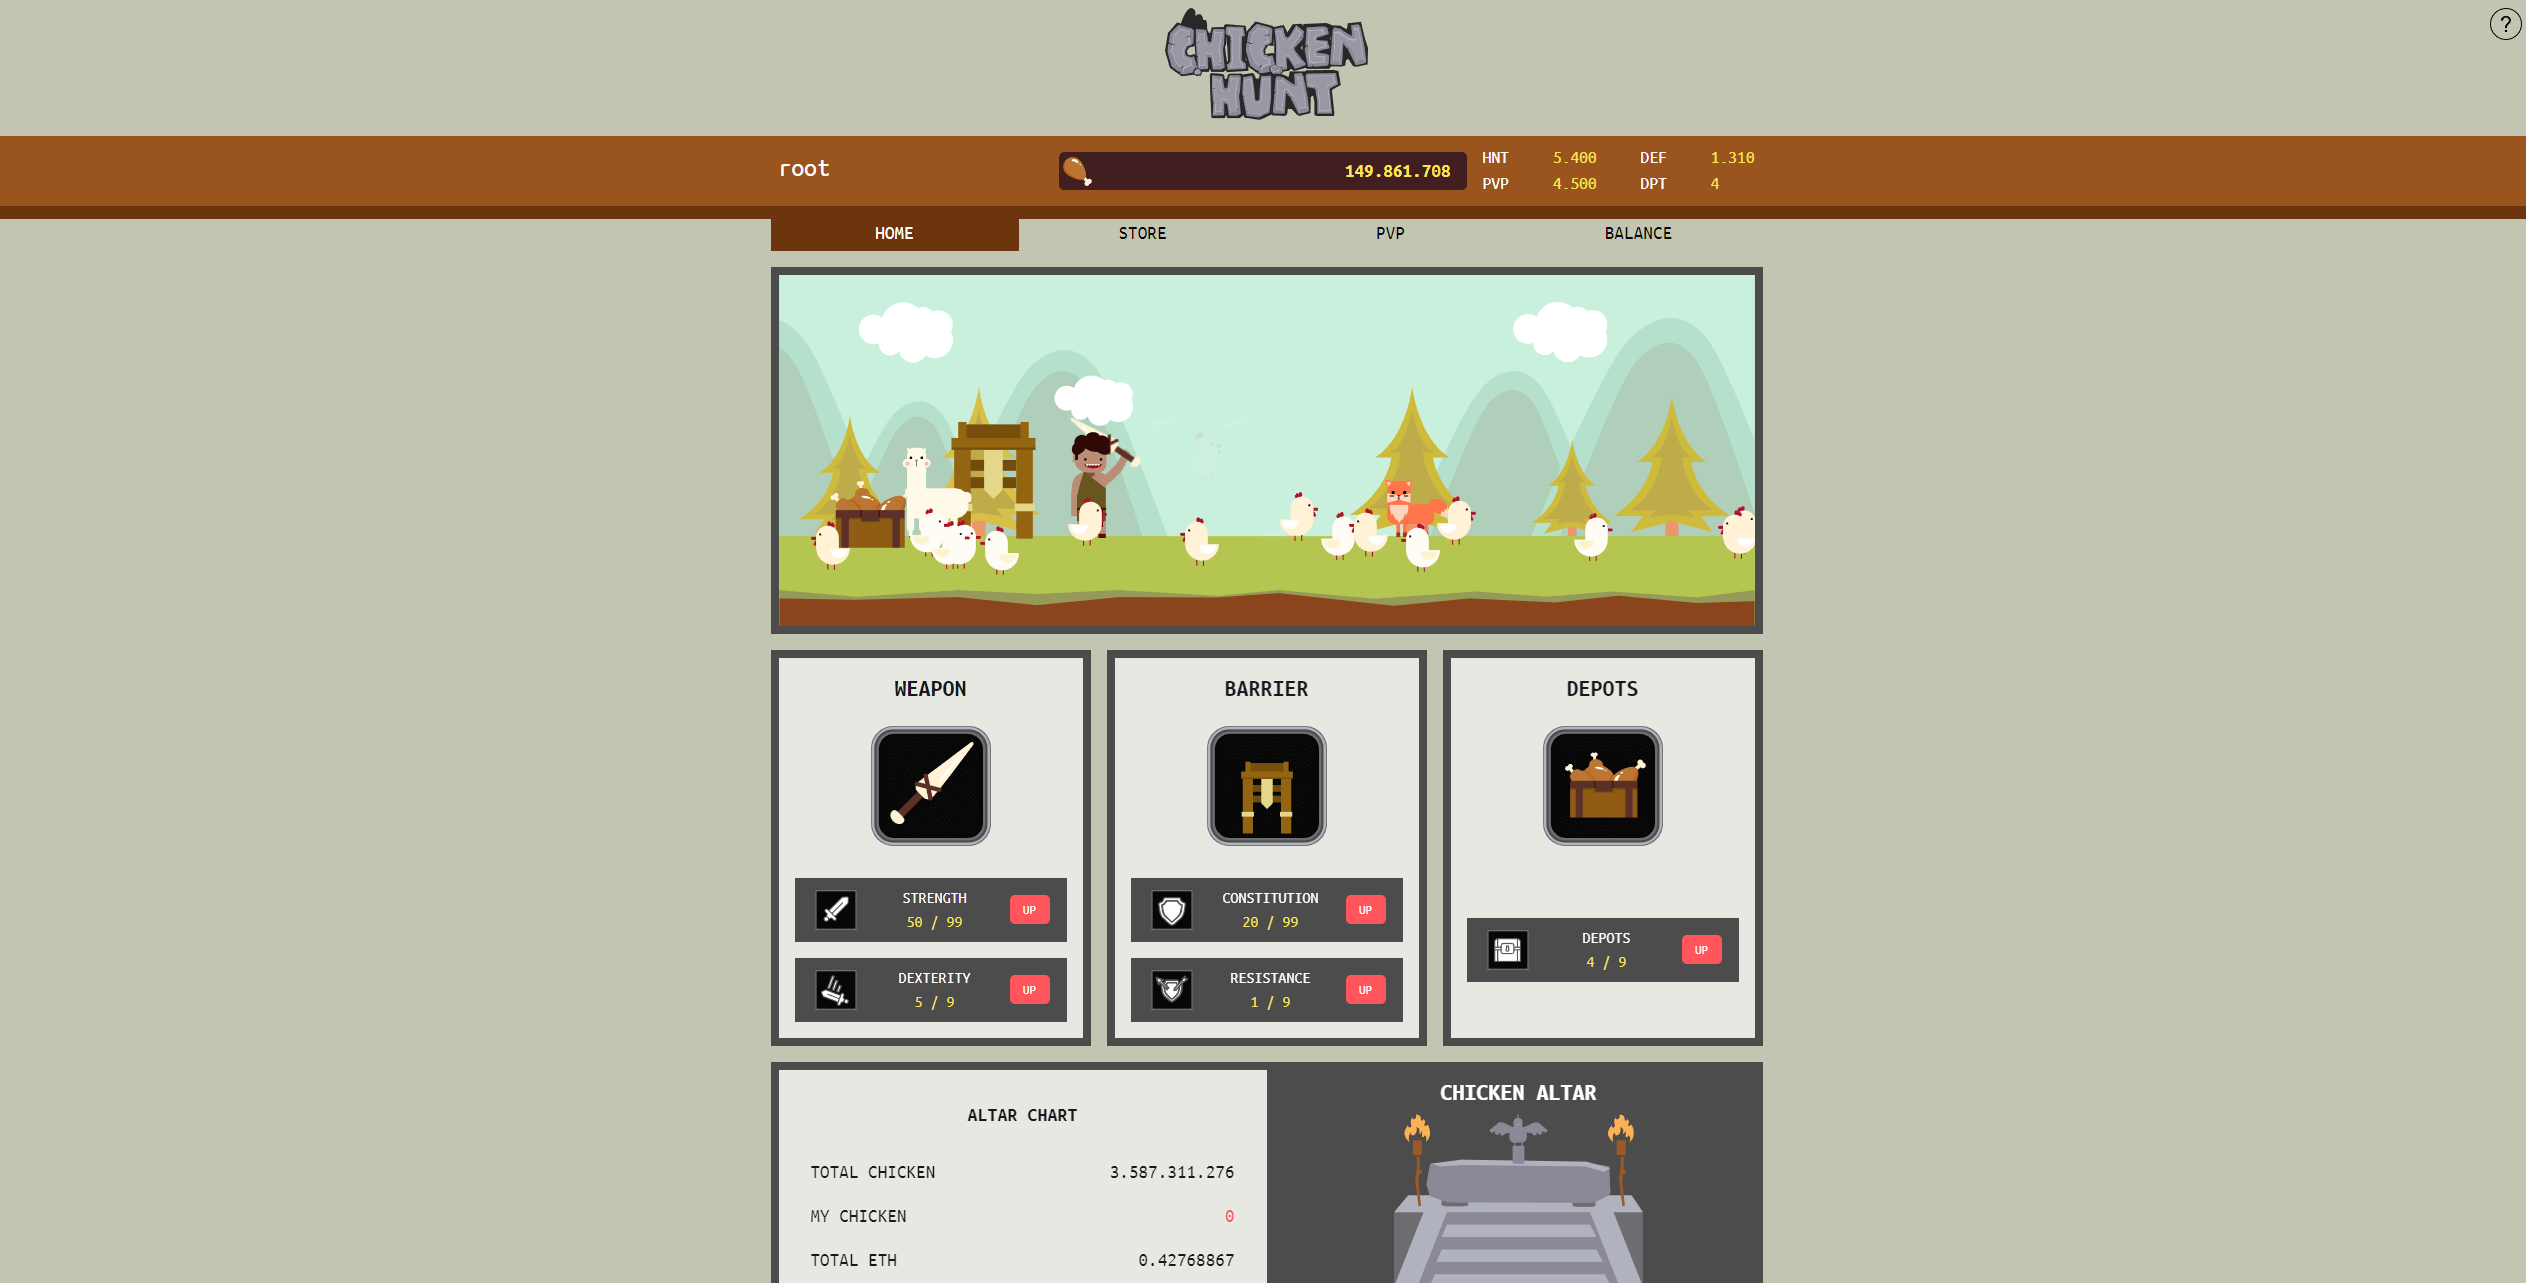 CHICKEN
HUNT
?
root
149.861.708
HNT 5.400 DEF 1.310
PVP 4.500 DPT 4
HOME STORE PVP BALANCE
WEAPON
STRENGTH
50 / 99
UP
DEXTERITY
5 / 9
UP
BARRIER
CONSTITUTION
20 / 99
UP
RESISTANCE
1 / 9
UP
DEPOTS
DEPOTS
4 / 9
UP
ALTAR CHART
TOTAL CHICKEN 3.587.311.276
MY CHICKEN 0
TOTAL ETH 0.42768867
CHICKEN ALTAR